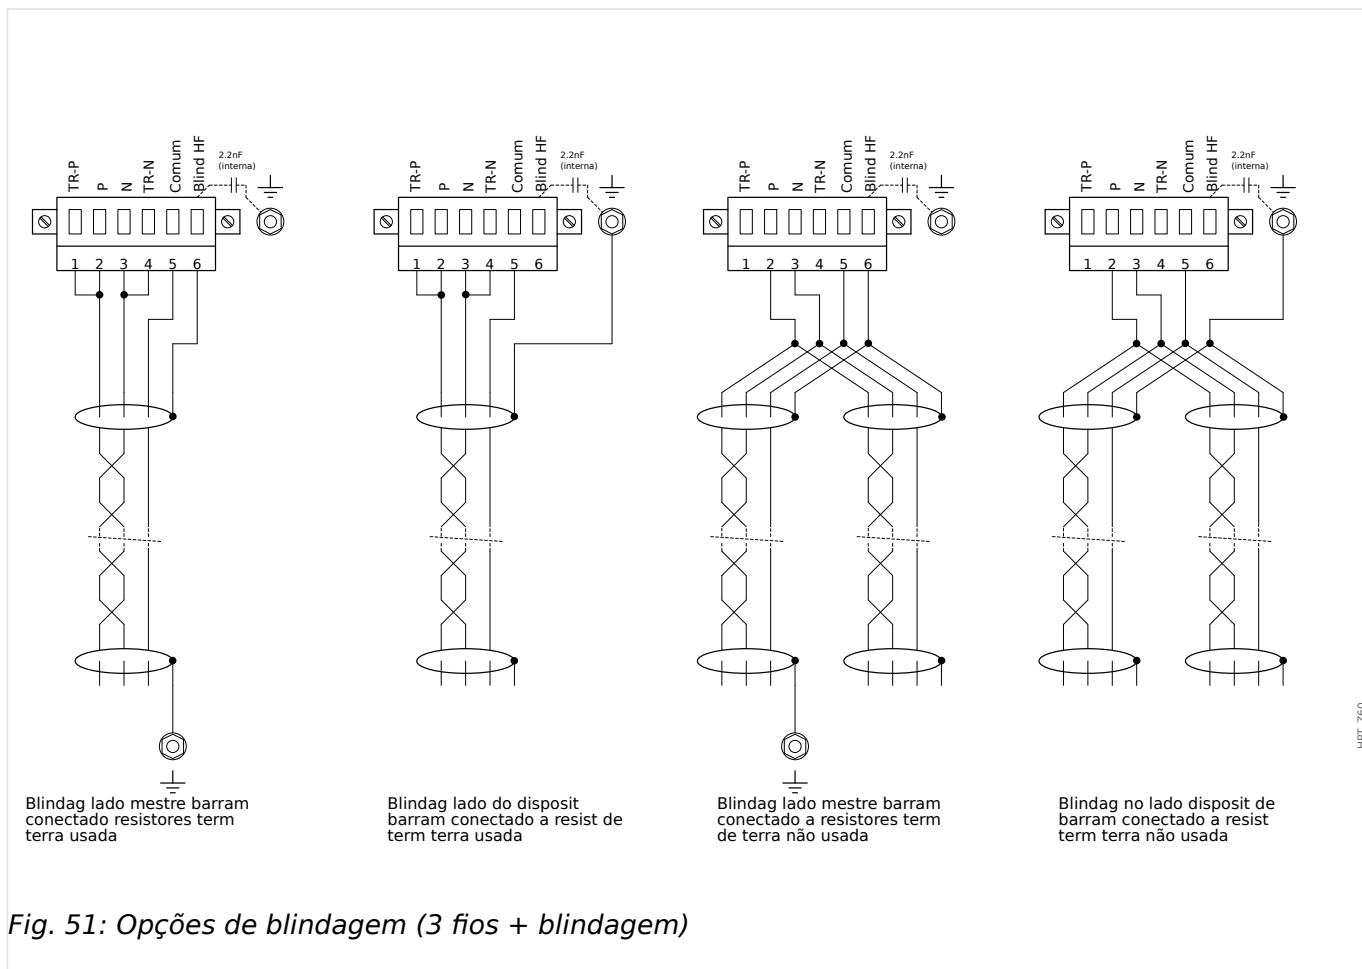 TR-P P N TR-N Comum Blind HF 2.2nF (interna)
1 2 3 4 5 6
TR-P P N TR-N Comum Blind HF 2.2nF (interna)
1 2 3 4 5 6
TR-P P N TR-N Comum Blind HF 2.2nF (interna)
1 2 3 4 5 6
TR-P P N TR-N Comum Blind HF 2.2nF (interna)
1 2 3 4 5 6
Blindag lado mestre barram
conectado resistores term
terra usada
Blindag lado do disposit
barram conectado a resist de
term terra usada
Blindag lado mestre barram
conectado a resistores term
de terra não usada
Blindag no lado disposit de
barram conectado a resist
term terra não usada
Fig. 51: Opções de blindagem (3 fios + blindagem)